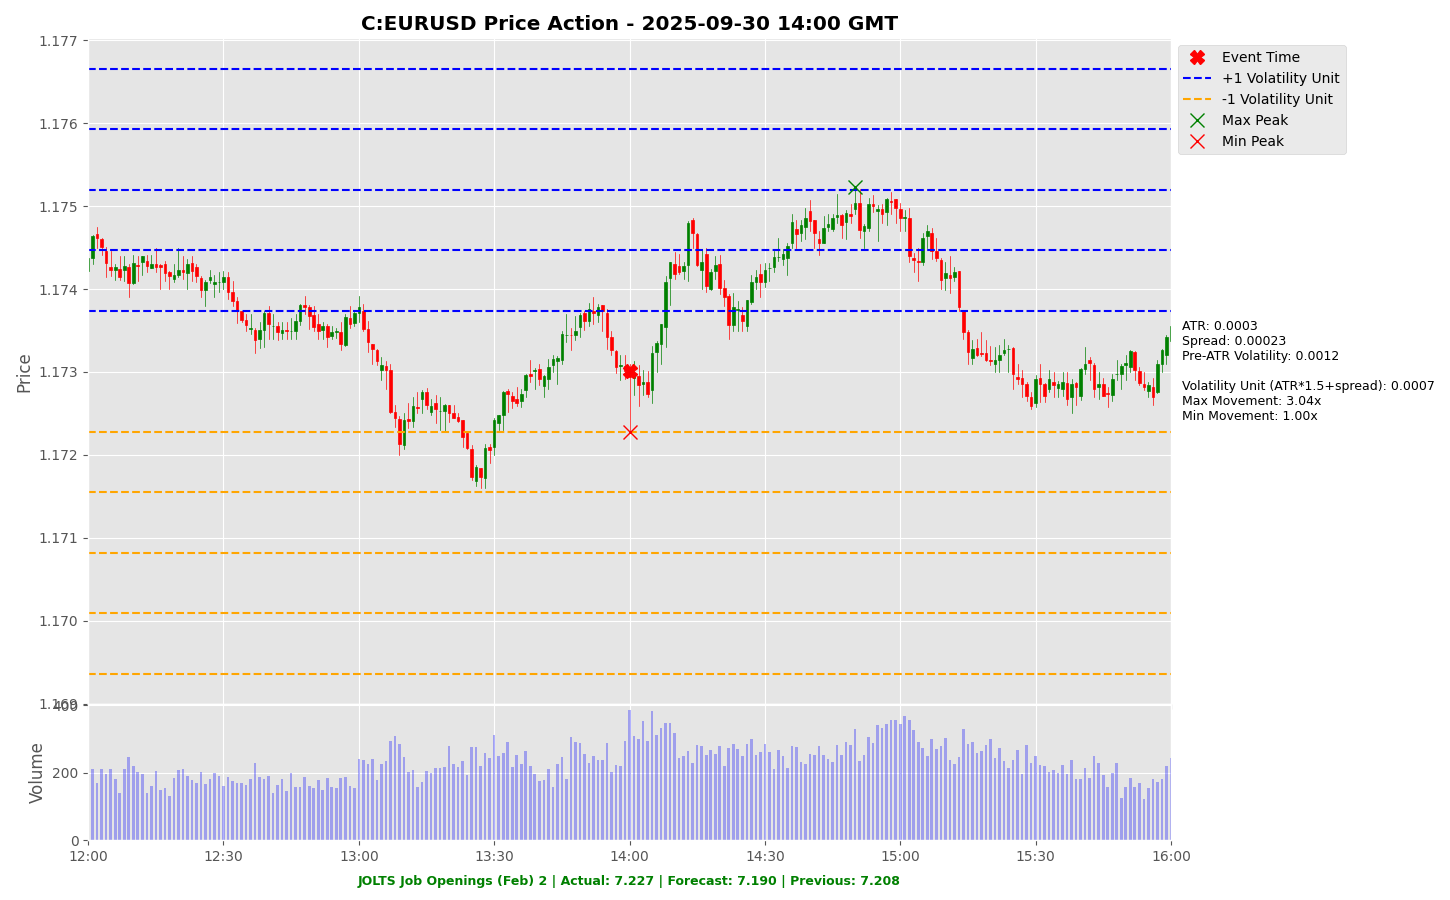 C:EURUSD Price Action - 2025-09-30 14:00 GMT
1.177
1.176
1.175
1.174
1.173
1.172
1.171
1.170
1.169
Price
Event Time
+1 Volatility Unit
-1 Volatility Unit
Max Peak
Min Peak
ATR: 0.0003
Spread: 0.00023
Pre-ATR Volatility: 0.0012
Volatility Unit (ATR*1.5+spread): 0.0007
Max Movement: 3.04x
Min Movement: 1.00x
400
200
0
Volume
12:00 12:30 13:00 13:30 14:00 14:30 15:00 15:30 16:00
JOLTS Job Openings (Feb) 2 | Actual: 7.227 | Forecast: 7.190 | Previous: 7.208